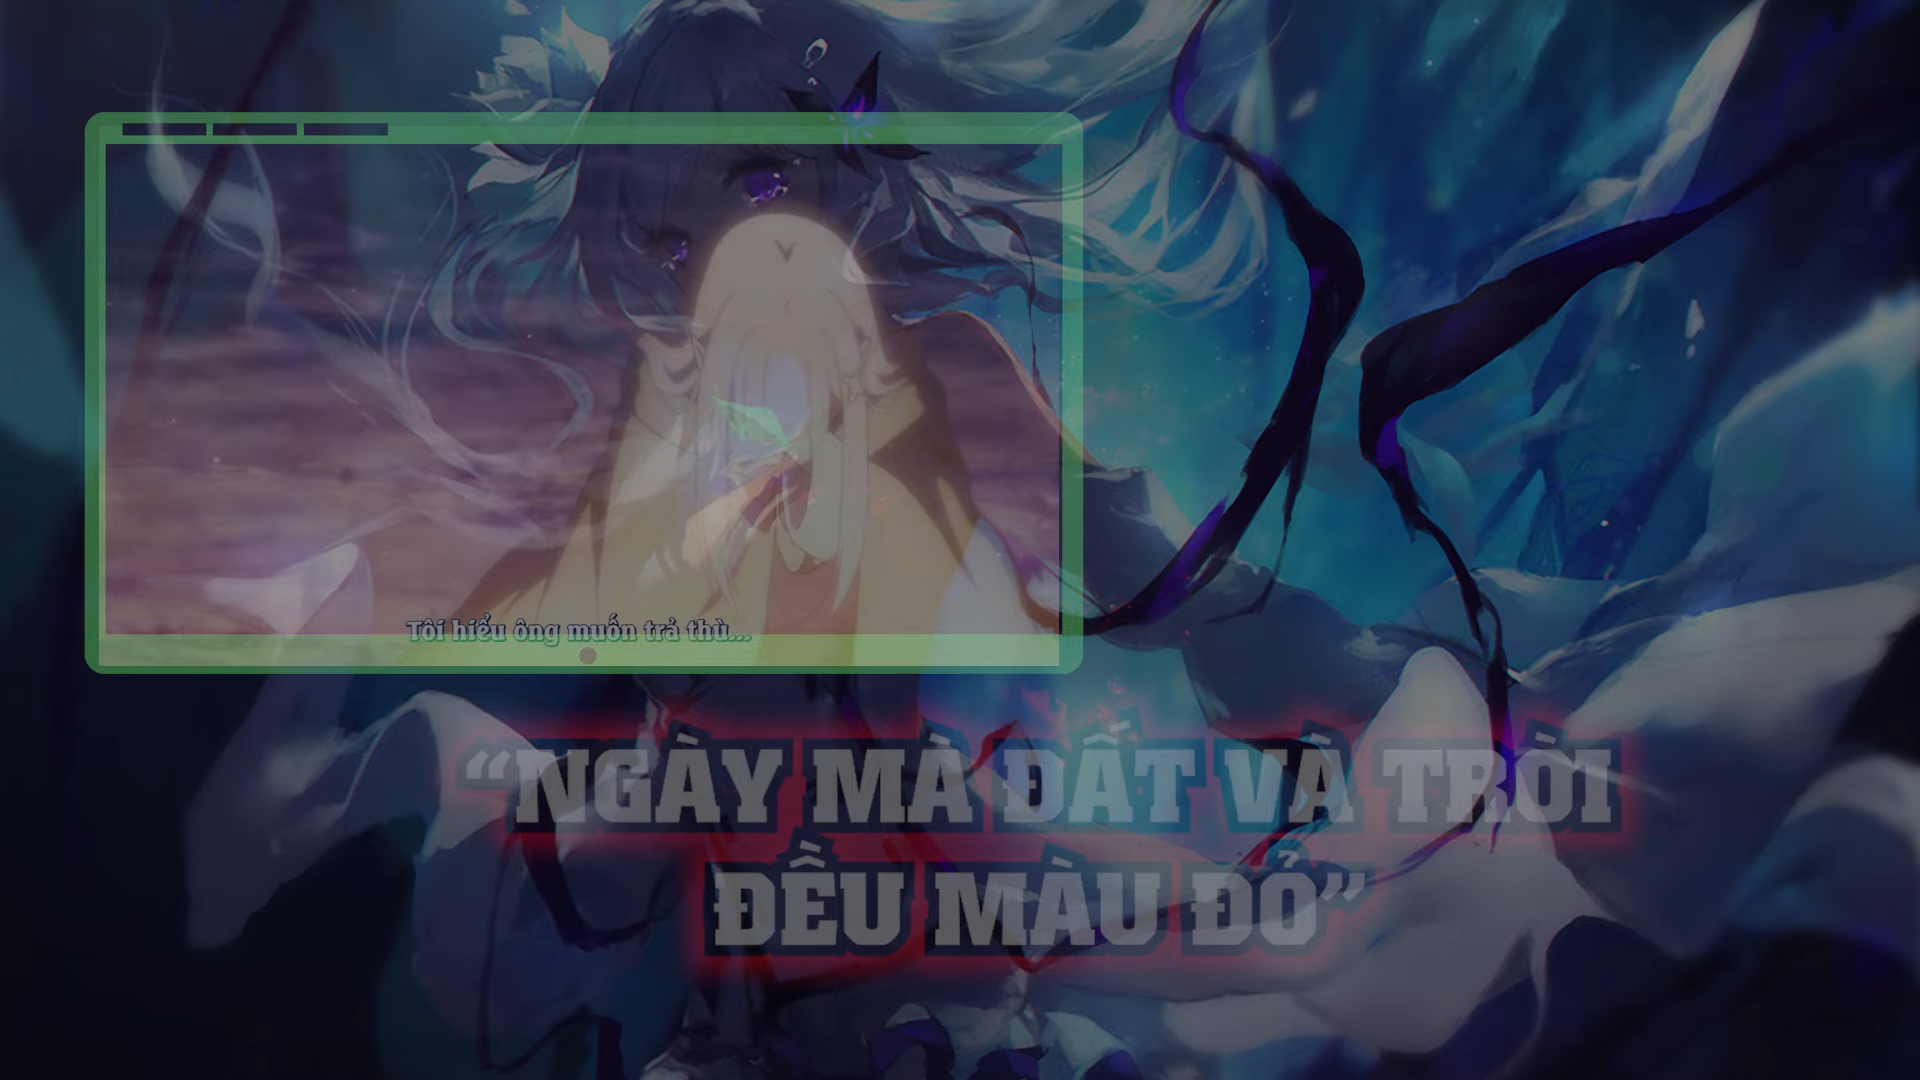 Tôi hiểu ông muốn trả thù...
“NGÀY MÀ ĐẤT VÀ TRỜI
ĐỀU MÀU ĐỎ”